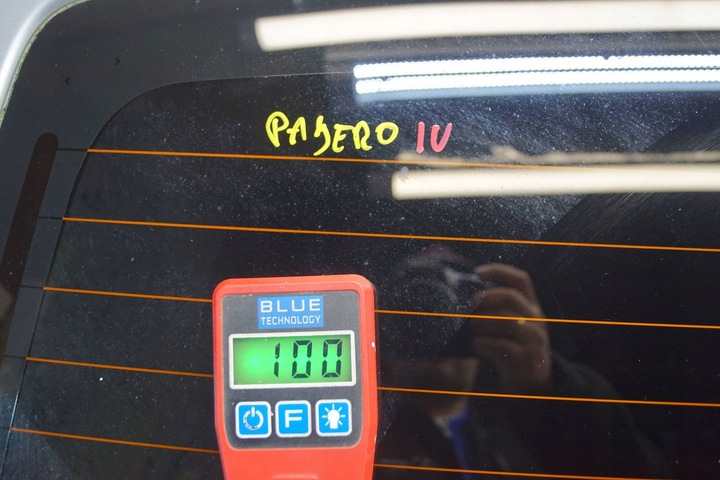 PAJERO IV
BLUE
TECHNOLOGY
100
F